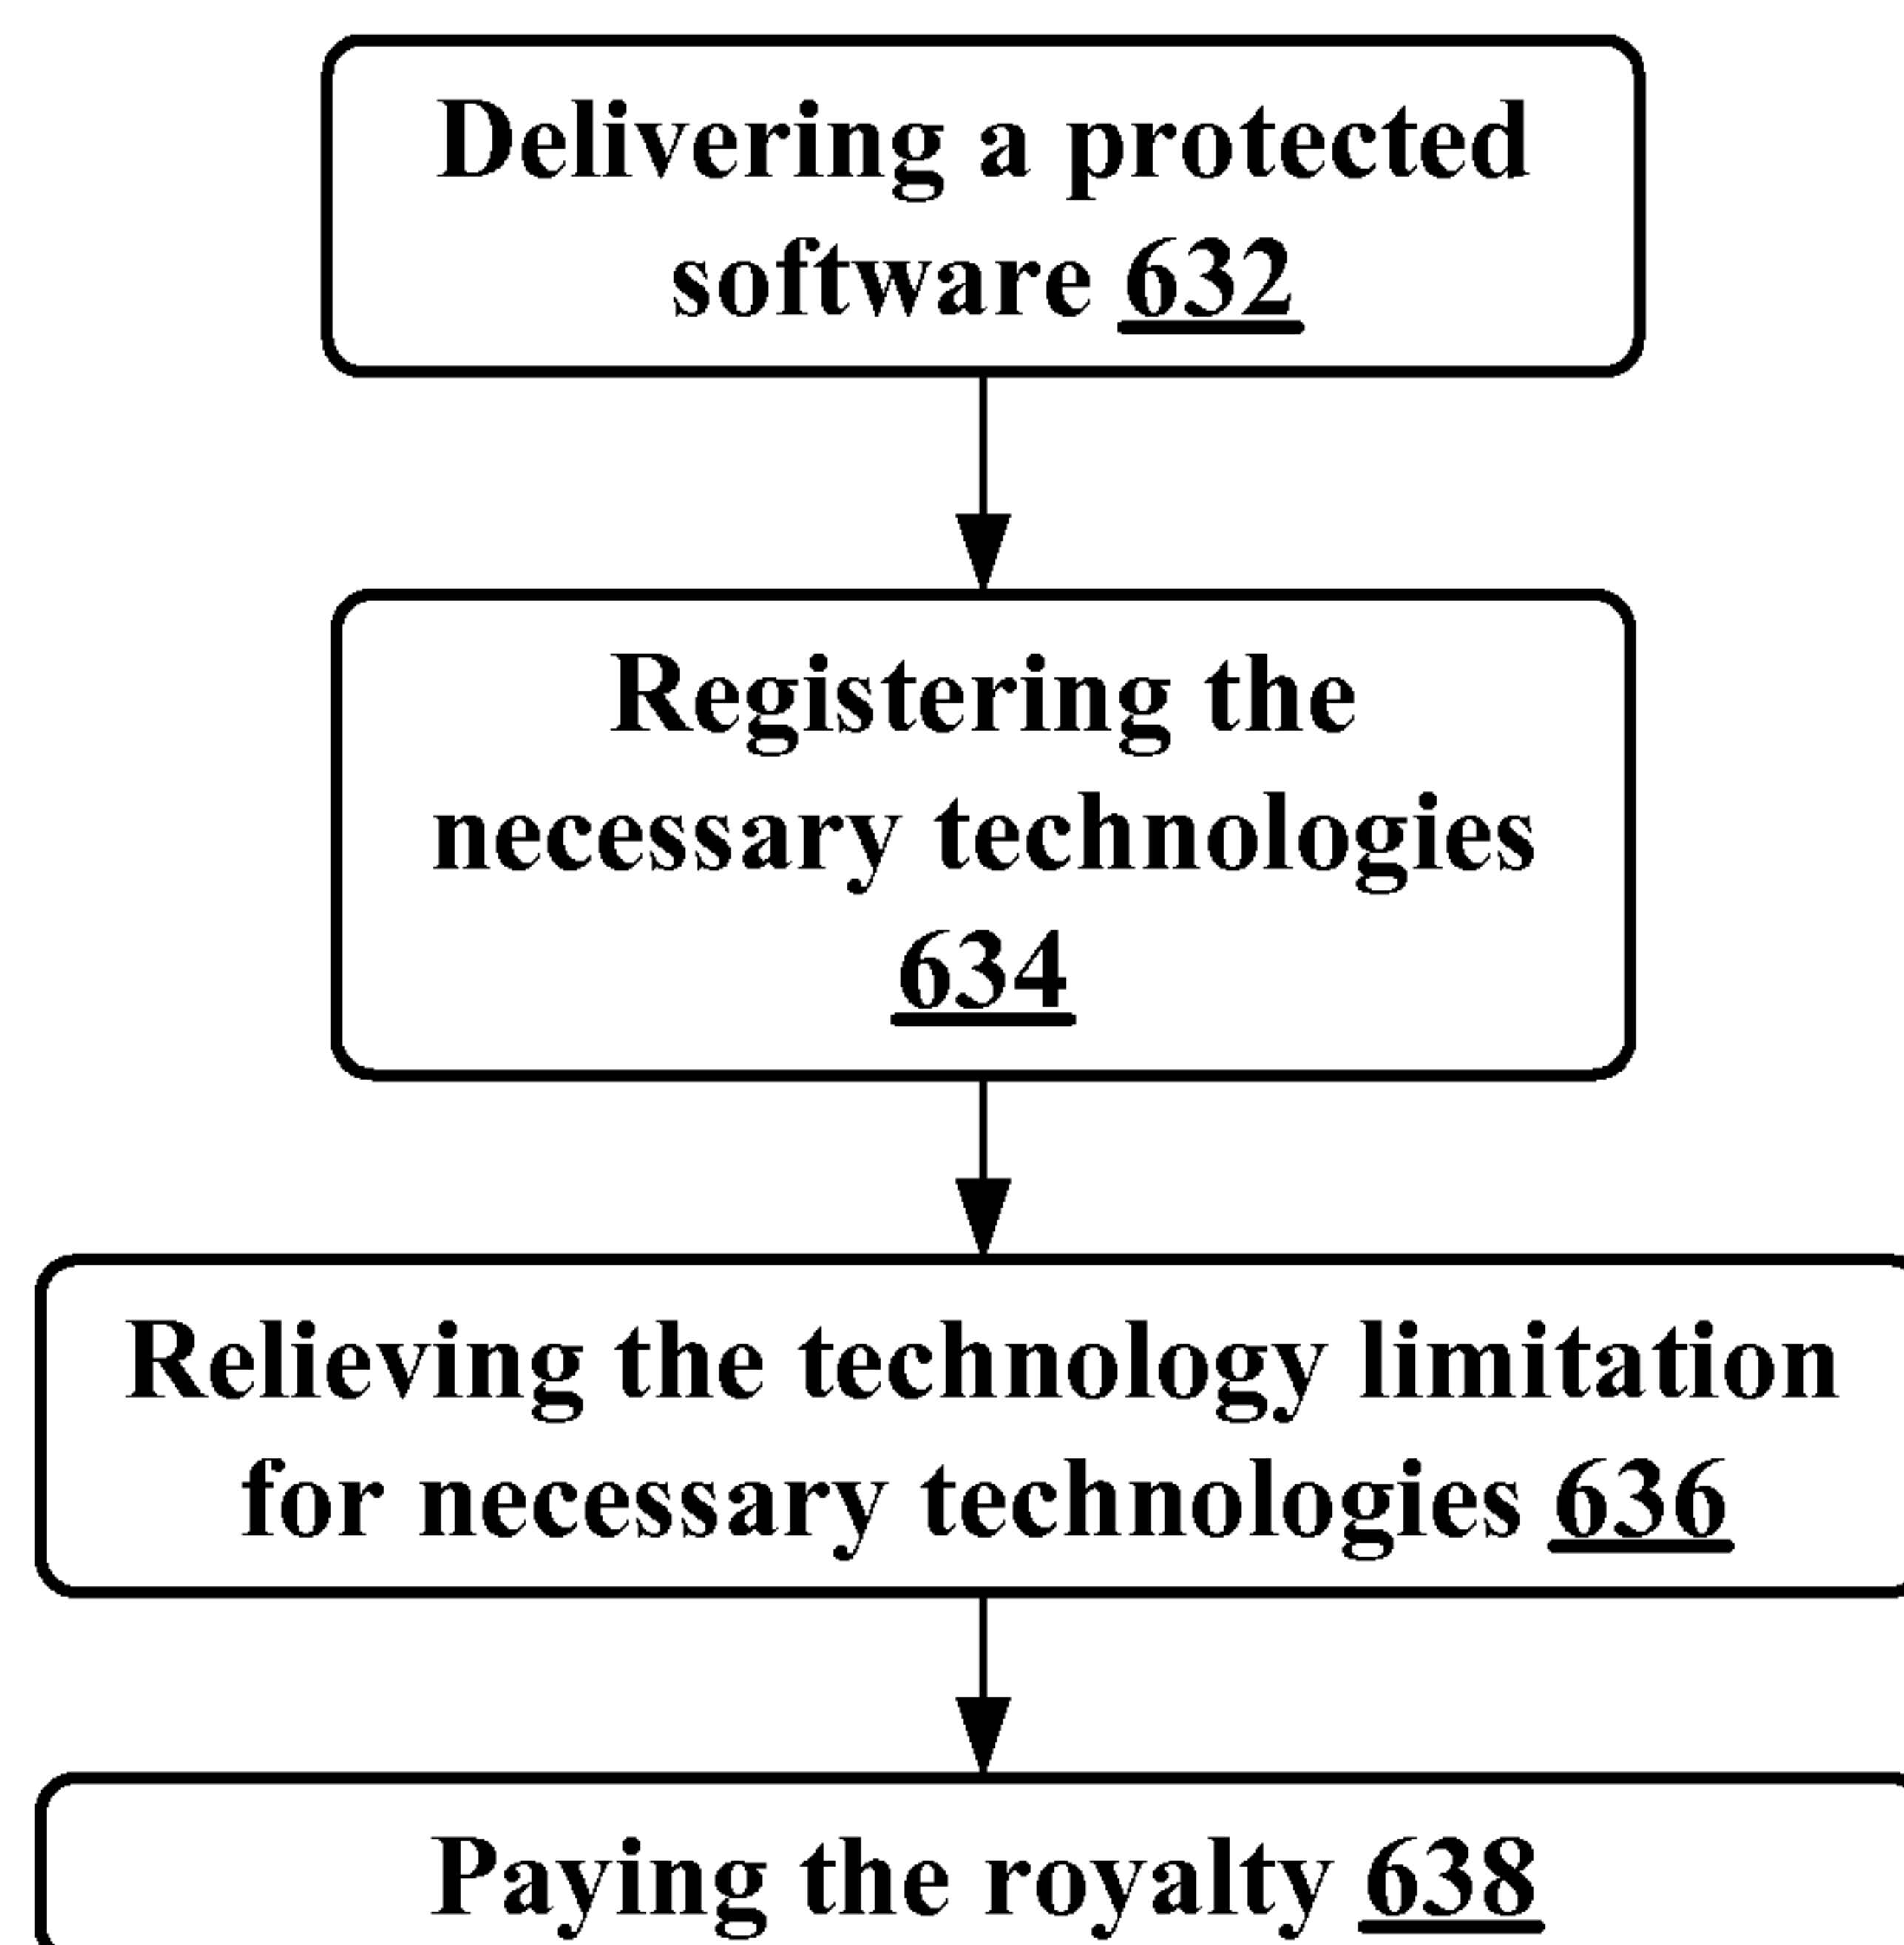 Delivering a protected
software 632
Registering the
necessary technologies
634
Relieving the technology limitation
for necessary technologies 636
Paying the royalty 638